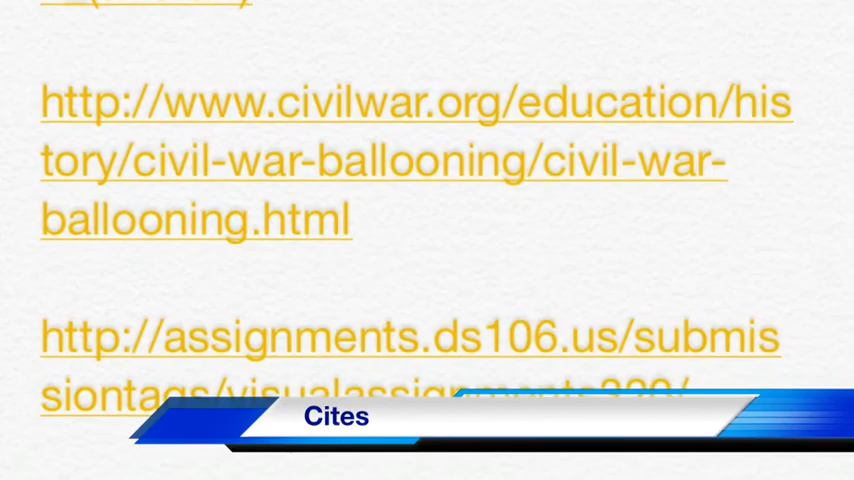 http://www.civilwar.org/education/his
tory/civil-war-ballooning/civil-war-
ballooning.html
http://assignments.ds106.us/submis
Cites